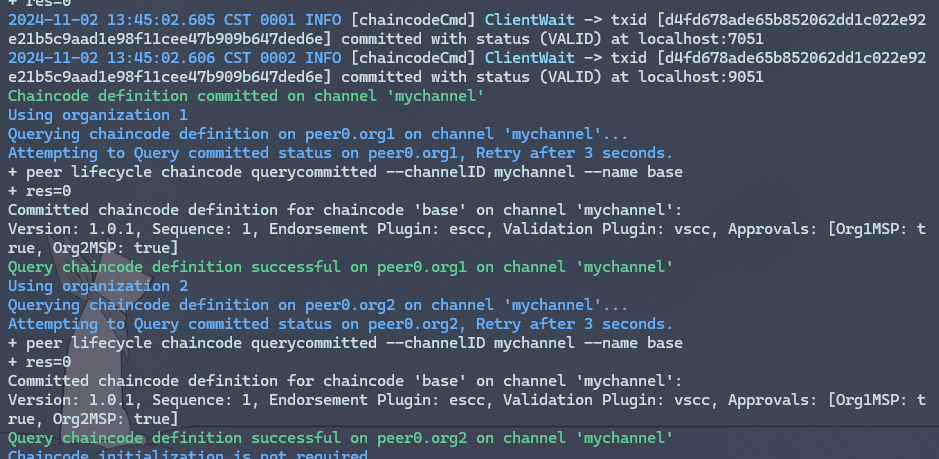 + res=0
2024-11-02 13:45:02.605 CST 0001 INFO [chaincodeCmd] ClientWait -> txid [d4fd678ade65b852062dd1c022e92
e21b5c9aad1e98f11cee47b909b647ded6e] committed with status (VALID) at localhost:7051
2024-11-02 13:45:02.606 CST 0002 INFO [chaincodeCmd] ClientWait -> txid [d4fd678ade65b852062dd1c022e92
e21b5c9aad1e98f11cee47b909b647ded6e] committed with status (VALID) at localhost:9051
Chaincode definition committed on channel 'mychannel'
Using organization 1
Querying chaincode definition on peer0.org1 on channel 'mychannel'...
Attempting to Query committed status on peer0.org1, Retry after 3 seconds.
+ peer lifecycle chaincode querycommitted --channelID mychannel --name base
+ res=0
Committed chaincode definition for chaincode 'base' on channel 'mychannel':
Version: 1.0.1, Sequence: 1, Endorsement Plugin: escc, Validation Plugin: vscc, Approvals: [Org1MSP: t
rue, Org2MSP: true]
Query chaincode definition successful on peer0.org1 on channel 'mychannel'
Using organization 2
Querying chaincode definition on peer0.org2 on channel 'mychannel'...
Attempting to Query committed status on peer0.org2, Retry after 3 seconds.
+ peer lifecycle chaincode querycommitted --channelID mychannel --name base
+ res=0
Committed chaincode definition for chaincode 'base' on channel 'mychannel':
Version: 1.0.1, Sequence: 1, Endorsement Plugin: escc, Validation Plugin: vscc, Approvals: [Org1MSP: t
rue, Org2MSP: true]
Query chaincode definition successful on peer0.org2 on channel 'mychannel'
Chaincode initialization is not required